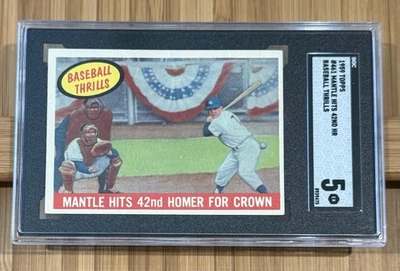 BASEBALL
THRILLS
MANTLE HITS 42nd HOMER FOR CROWN
SGC
1959 TOPPS
#461 MANTLE HITS 42ND HR
BASEBALL THRILLS
5
EX